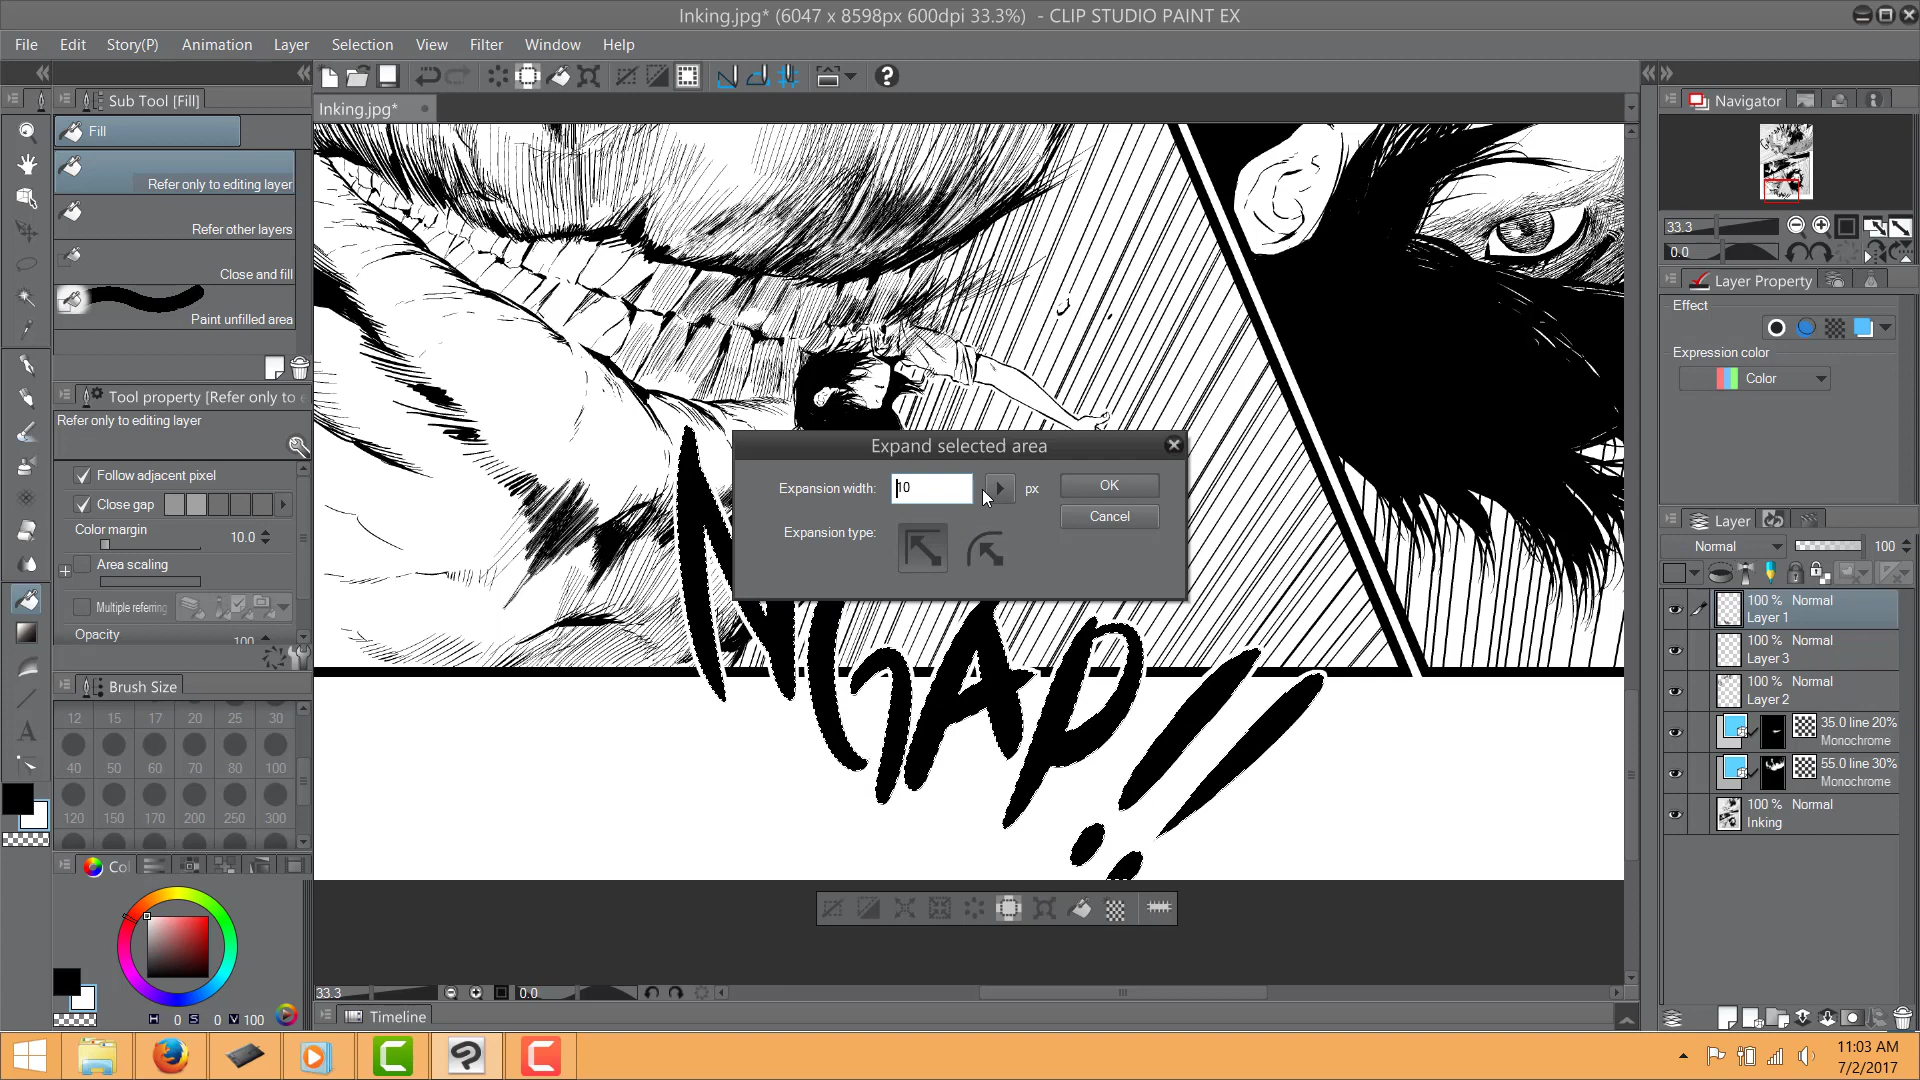 Inking.jpg* (6047 x 8598px 600dpi 33.3%) - CLIP STUDIO PAINT EX
File Edit Story(P) Animation Layer Selection View Filter Window Help
Sub Tool [Fill]
Inking.jpg*
Navigator
Fill
Refer only to editing layer
Refer other layers
Close and fill
Paint unfilled area
33.3
0.0
Layer Property
Effect
Expression color
Color
Tool property [Refer only to e
Refer only to editing layer
Follow adjacent pixel
Close gap
Color margin
10.0
Area scaling
Multiple referring
Opacity
100
Expand selected area
Expansion width:
10
px
OK
Expansion type:
Cancel
NGAP!!
Layer
Normal
100
100 % Normal
Layer 1
100 % Normal
Layer 3
100 % Normal
Layer 2
35.0 line 20%
Monochrome
55.0 line 30%
Monochrome
100 % Normal
Inking
Brush Size
12 15 17 20 25 30
40 50 60 70 80 100
120 150 170 200 250 300
Col
H 0 S 0 V 100
33.3
0.0
Timeline
11:03 AM
7/2/2017